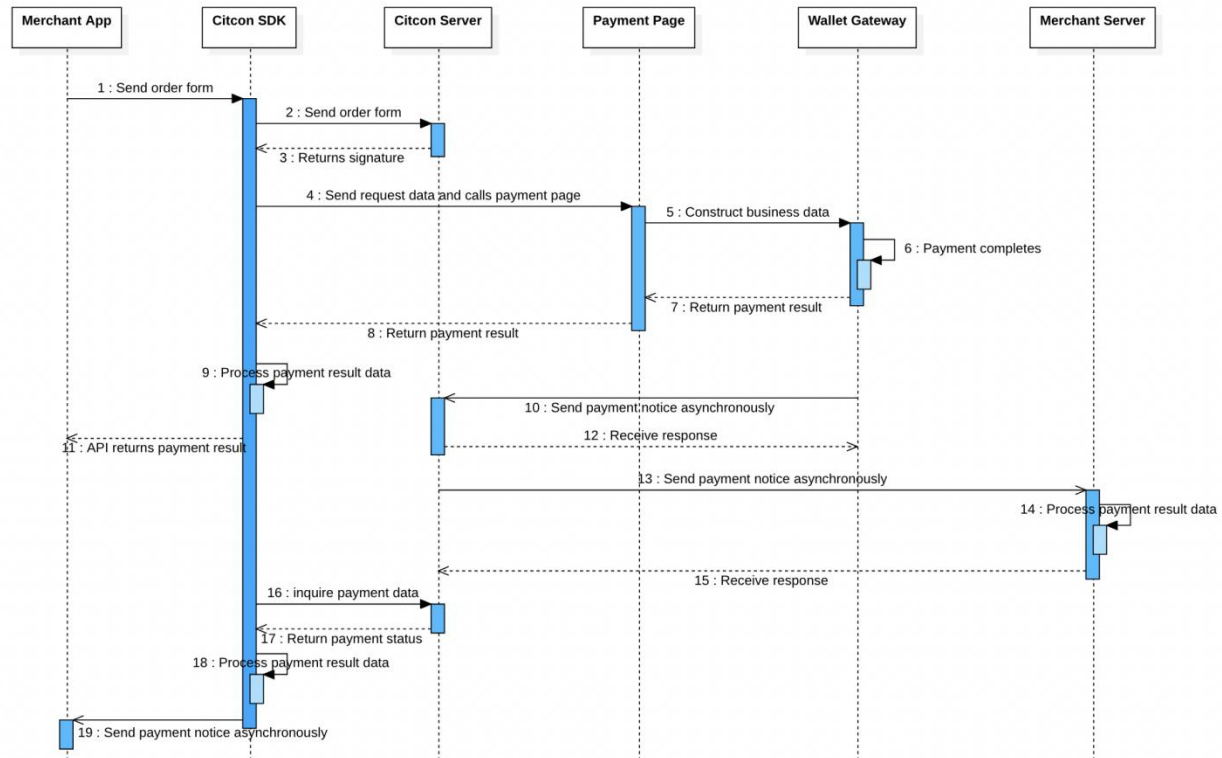 Merchant App
Citcon SDK
Citcon Server
Payment Page
Wallet Gateway
Merchant Server
1 : Send order form
2 : Send order form
3 : Returns signature
4 : Send request data and calls payment page
5 : Construct business data
6 : Payment completes
7 : Return payment result
8 : Return payment result
9 : Process payment result data
10 : Send payment notice asynchronously
12 : Receive response
11 : API returns payment result
13 : Send payment notice asynchronously
14 : Process payment result data
15 : Receive response
16 : inquire payment data
17 : Return payment status
18 : Process payment result data
19 : Send payment notice asynchronously